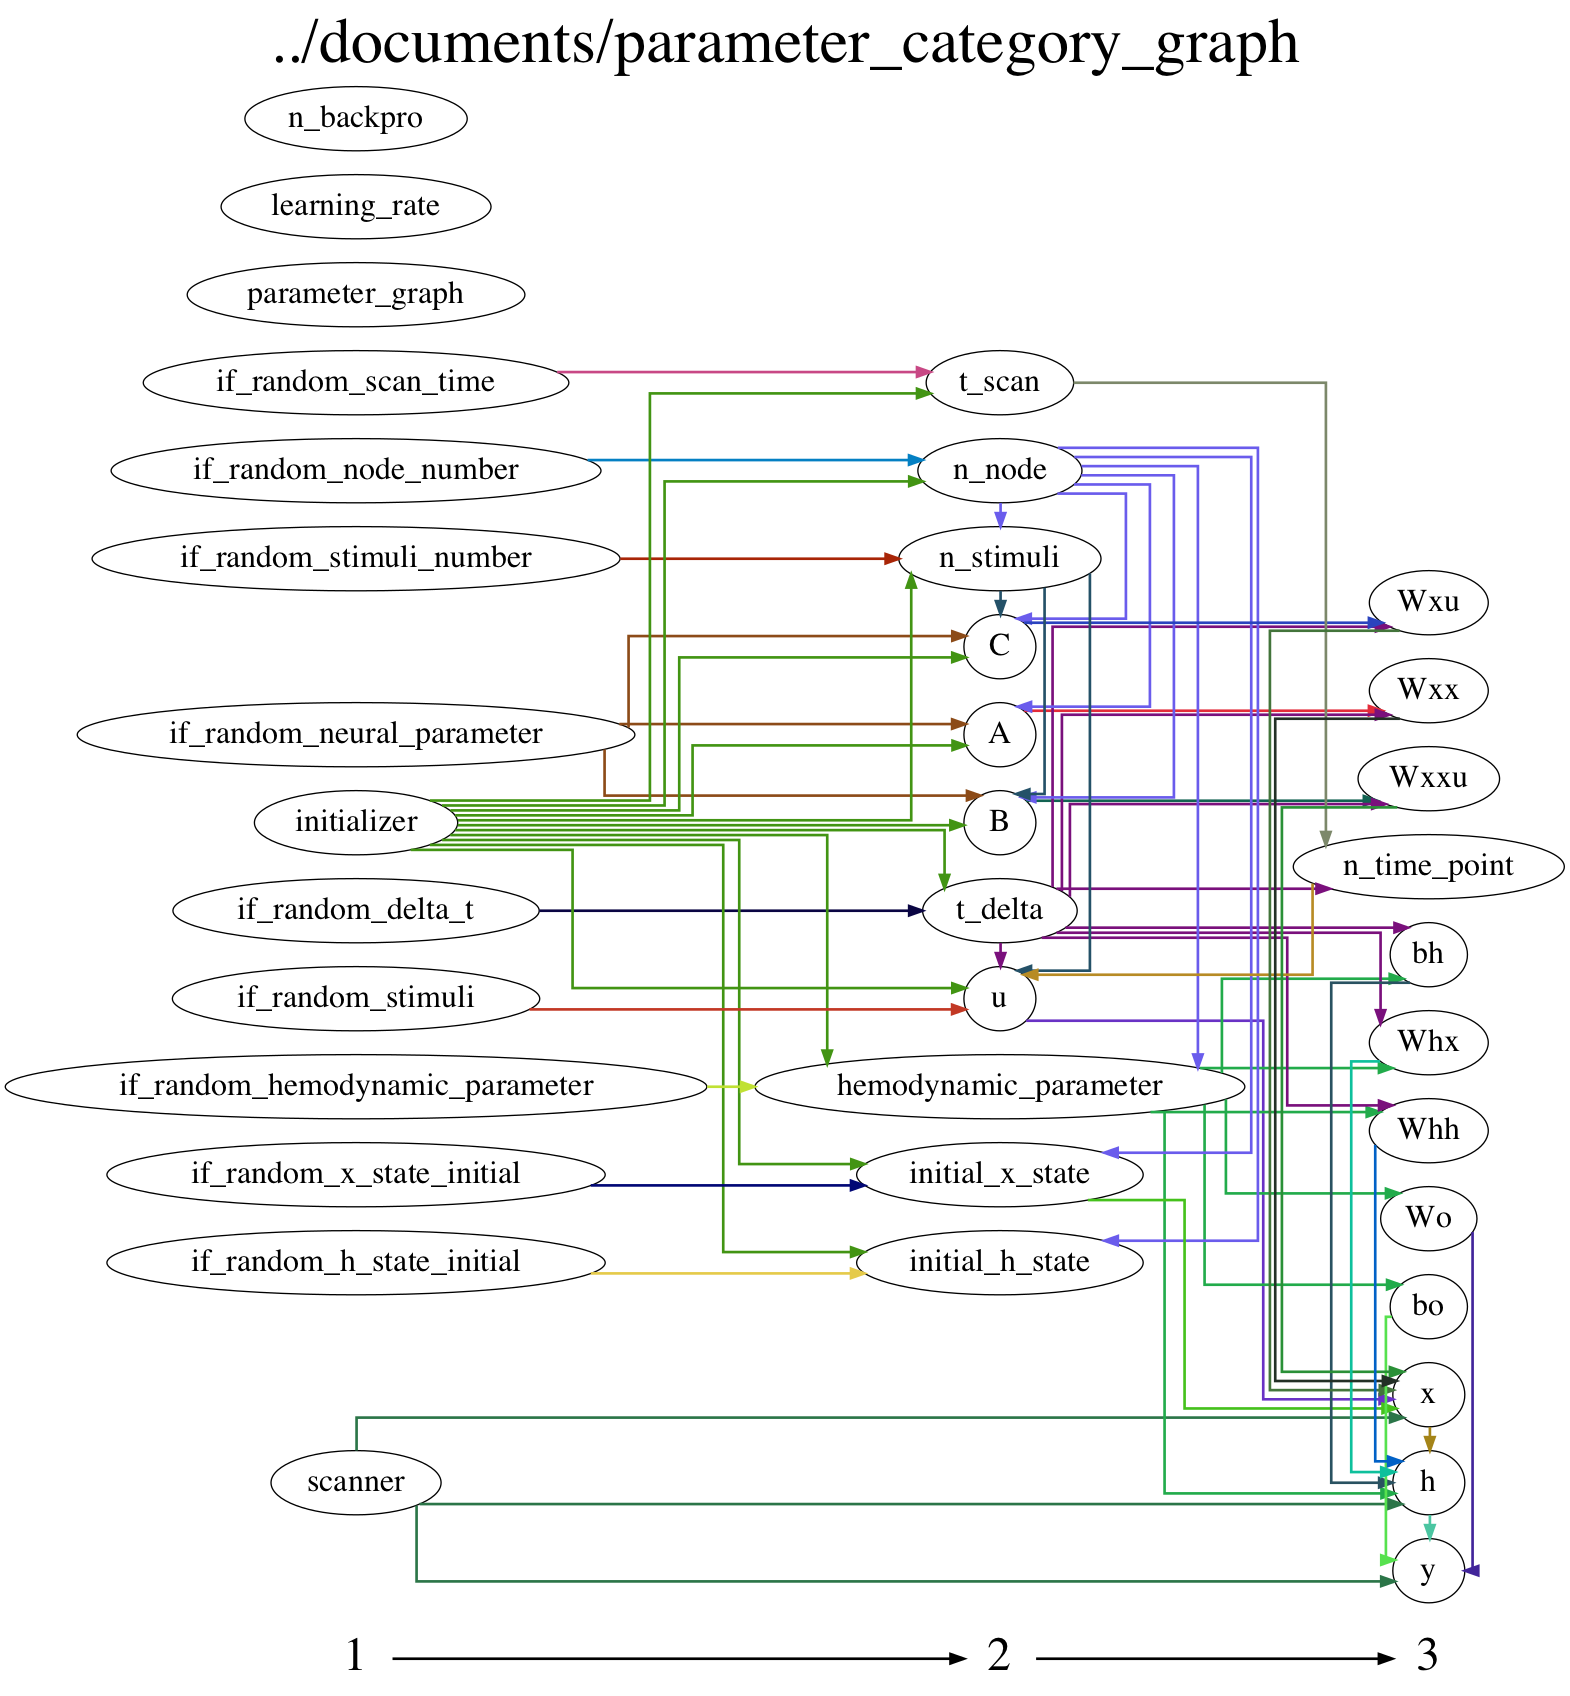 ../documents/parameter_category_graph
n_backpro
learning_rate
parameter_graph
if_random_scan_time
t_scan
if_random_node_number
n_node
if_random_stimuli_number
n_stimuli
Wxu
C
Wxx
if_random_neural_parameter
A
Wxxu
initializer
B
n_time_point
if_random_delta_t
t_delta
bh
if_random_stimuli
u
Whx
if_random_hemodynamic_parameter
hemodynamic_parameter
Whh
if_random_x_state_initial
initial_x_state
Wo
if_random_h_state_initial
initial_h_state
bo
x
scanner
h
y
1
2
3